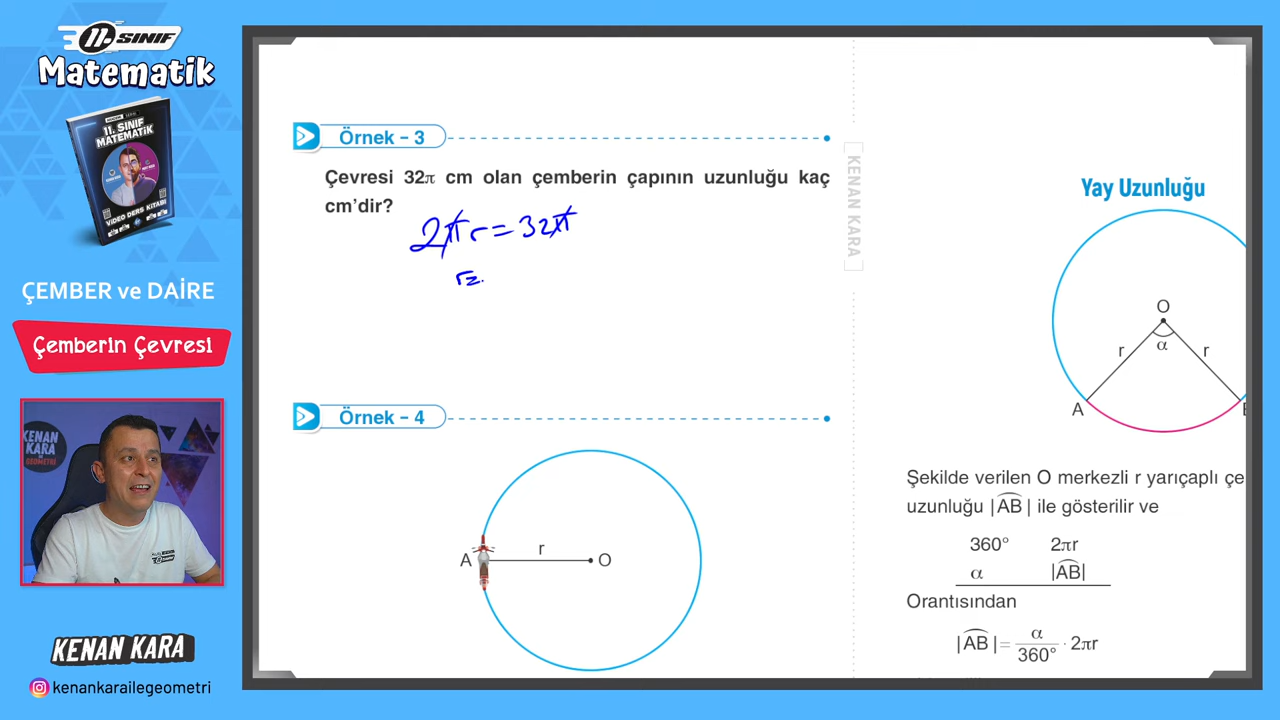 11. SINIF
Matematik
11. SINIF
MATEMATİK
VİDEO DERS KİTABI
ÇEMBER ve DAİRE
Çemberin Çevresi
KENAN
KARA
GEOMETRİ
KENAN KARA
kenankarailegeometri
Örnek – 3
Çevresi 32π cm olan çemberin çapının uzunluğu kaç
cm'dir?
2πr = 32π
r=
Örnek – 4
A
r
O
KENAN KARA
Yay Uzunluğu
O
α
r
r
A
Şekilde verilen O merkezli r yarıçaplı çe
uzunluğu |AB| ile gösterilir ve
360° 2πr
α |AB|
Orantısından
|AB| = α/360° · 2πr